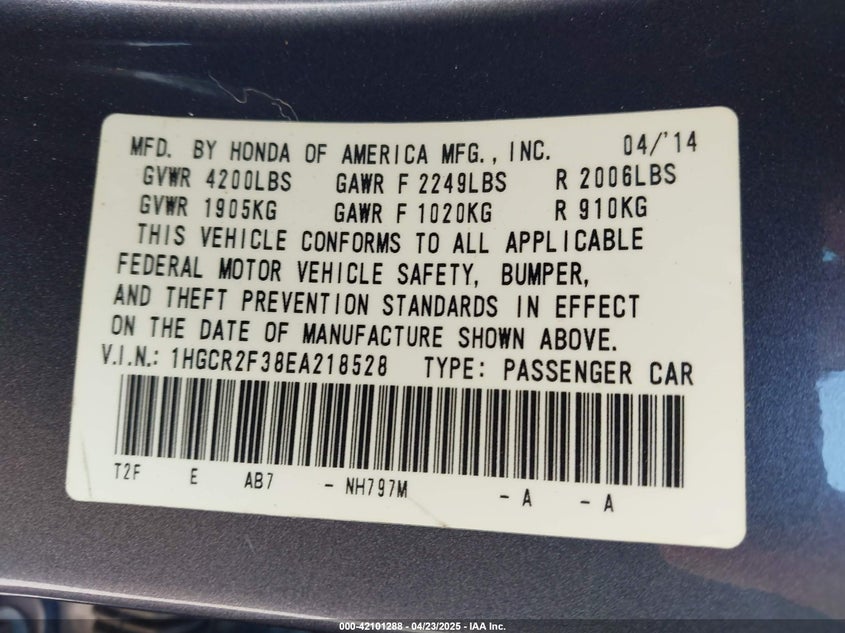 MFD. BY HONDA OF AMERICA MFG., INC. 04/'14
GVWR 4200LBS GAWR F 2249LBS R 2006LBS
GVWR 1905KG GAWR F 1020KG R 910KG
THIS VEHICLE CONFORMS TO ALL APPLICABLE
FEDERAL MOTOR VEHICLE SAFETY, BUMPER,
AND THEFT PREVENTION STANDARDS IN EFFECT
ON THE DATE OF MANUFACTURE SHOWN ABOVE.
V.I.N.: 1HGCR2F38EA218528 TYPE: PASSENGER CAR
T2F E AB7 - NH797M - A - A
000-42101288 - 04/23/2025 - IAA Inc.